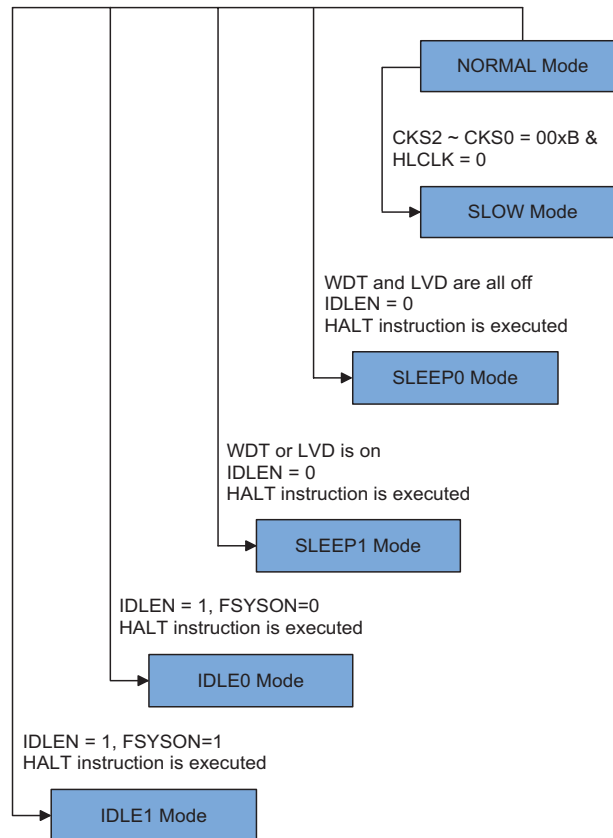 NORMAL Mode
CKS2 ~ CKS0 = 00xB &
HLCLK = 0
SLOW Mode
WDT and LVD are all off
IDLEN = 0
HALT instruction is executed
SLEEP0 Mode
WDT or LVD is on
IDLEN = 0
HALT instruction is executed
SLEEP1 Mode
IDLEN = 1, FSYSON=0
HALT instruction is executed
IDLE0 Mode
IDLEN = 1, FSYSON=1
HALT instruction is executed
IDLE1 Mode